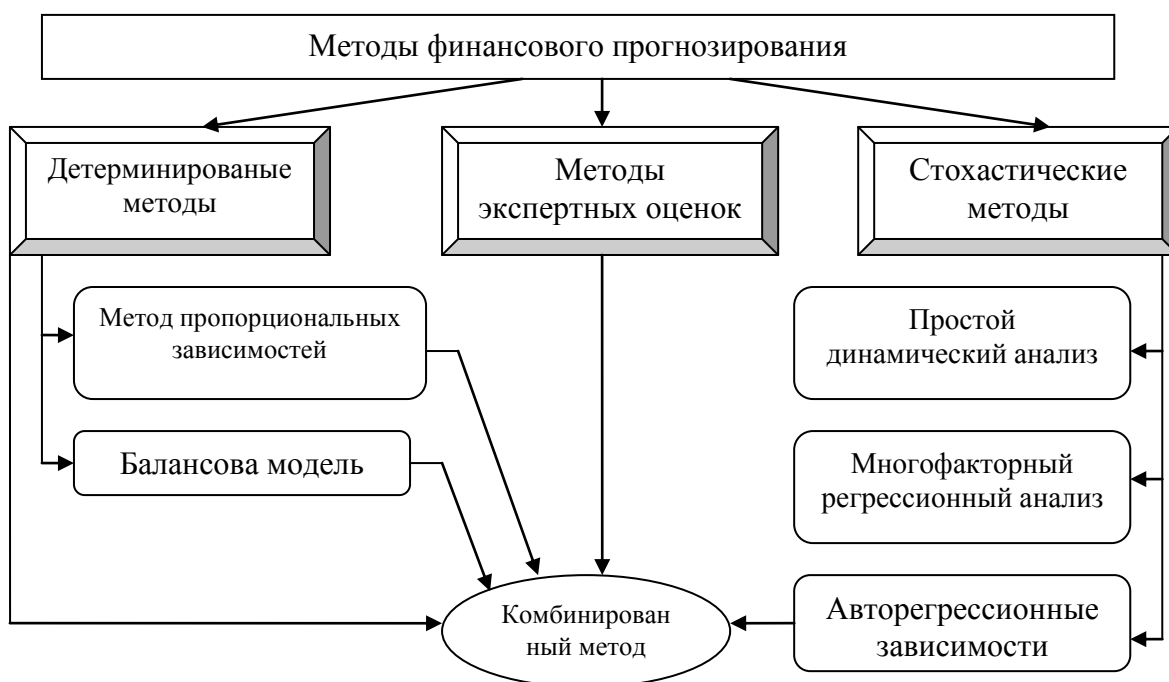 Методы финансового прогнозирования
Детерминированые
методы
Методы
экспертных оценок
Стохастические
методы
Метод пропорциональных
зависимостей
Простой
динамический анализ
Балансова модель
Многофакторный
регрессионный анализ
Комбинирован
ный метод
Авторегрессионные
зависимости